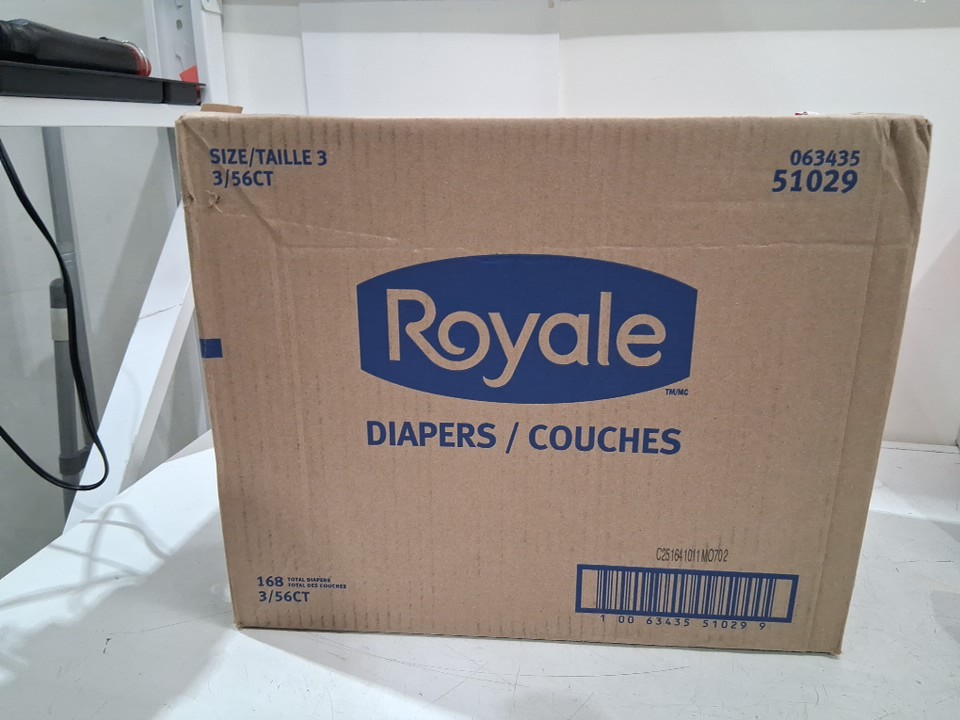 SIZE/TAILLE 3
3/56CT
063435
51029
Royale
TM/MC
DIAPERS / COUCHES
C251641011MO702
168 TOTAL DIAPERS
TOTAL DES COUCHES
3/56CT
1 00 63435 51029 9